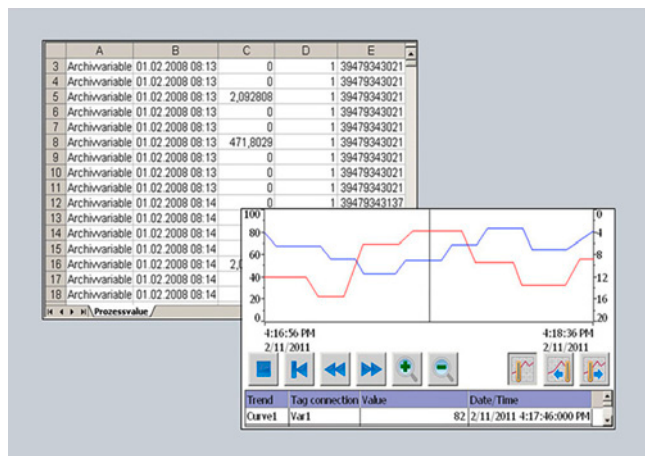 A B C D E
3 Archivvariable 01.02.2008 08:13 0 1 39479343021
4 Archivvariable 01.02.2008 08:13 0 1 39479343021
5 Archivvariable 01.02.2008 08:13 2,092808 1 39479343021
6 Archivvariable 01.02.2008 08:13 0 1 39479343021
7 Archivvariable 01.02.2008 08:13 0 1 39479343021
8 Archivvariable 01.02.2008 08:13 471,8029 1 39479343021
9 Archivvariable 01.02.2008 08:13 0 1 39479343021
10 Archivvariable 01.02.2008 08:13 0 1 39479343021
11 Archivvariable 01.02.2008 08:13 0 1 39479343021
12 Archivvariable 01.02.2008 08:14 0 1 39479343137
13 Archivvariable 01.02.2008 08:14
14 Archivvariable 01.02.2008 08:14
15 Archivvariable 01.02.2008 08:14
16 Archivvariable 01.02.2008 08:14 2,0
17 Archivvariable 01.02.2008 08:14
18 Archivvariable 01.02.2008 08:14
Prozessvalue
100 0
80 4
60 8
40 12
20 16
0 20
4:16:56 PM 4:18:36 PM
2/11/2011 2/11/2011
Trend Tag connection Value Date/Time
Curve1 Var1 82 2/11/2011 4:17:46:000 PM